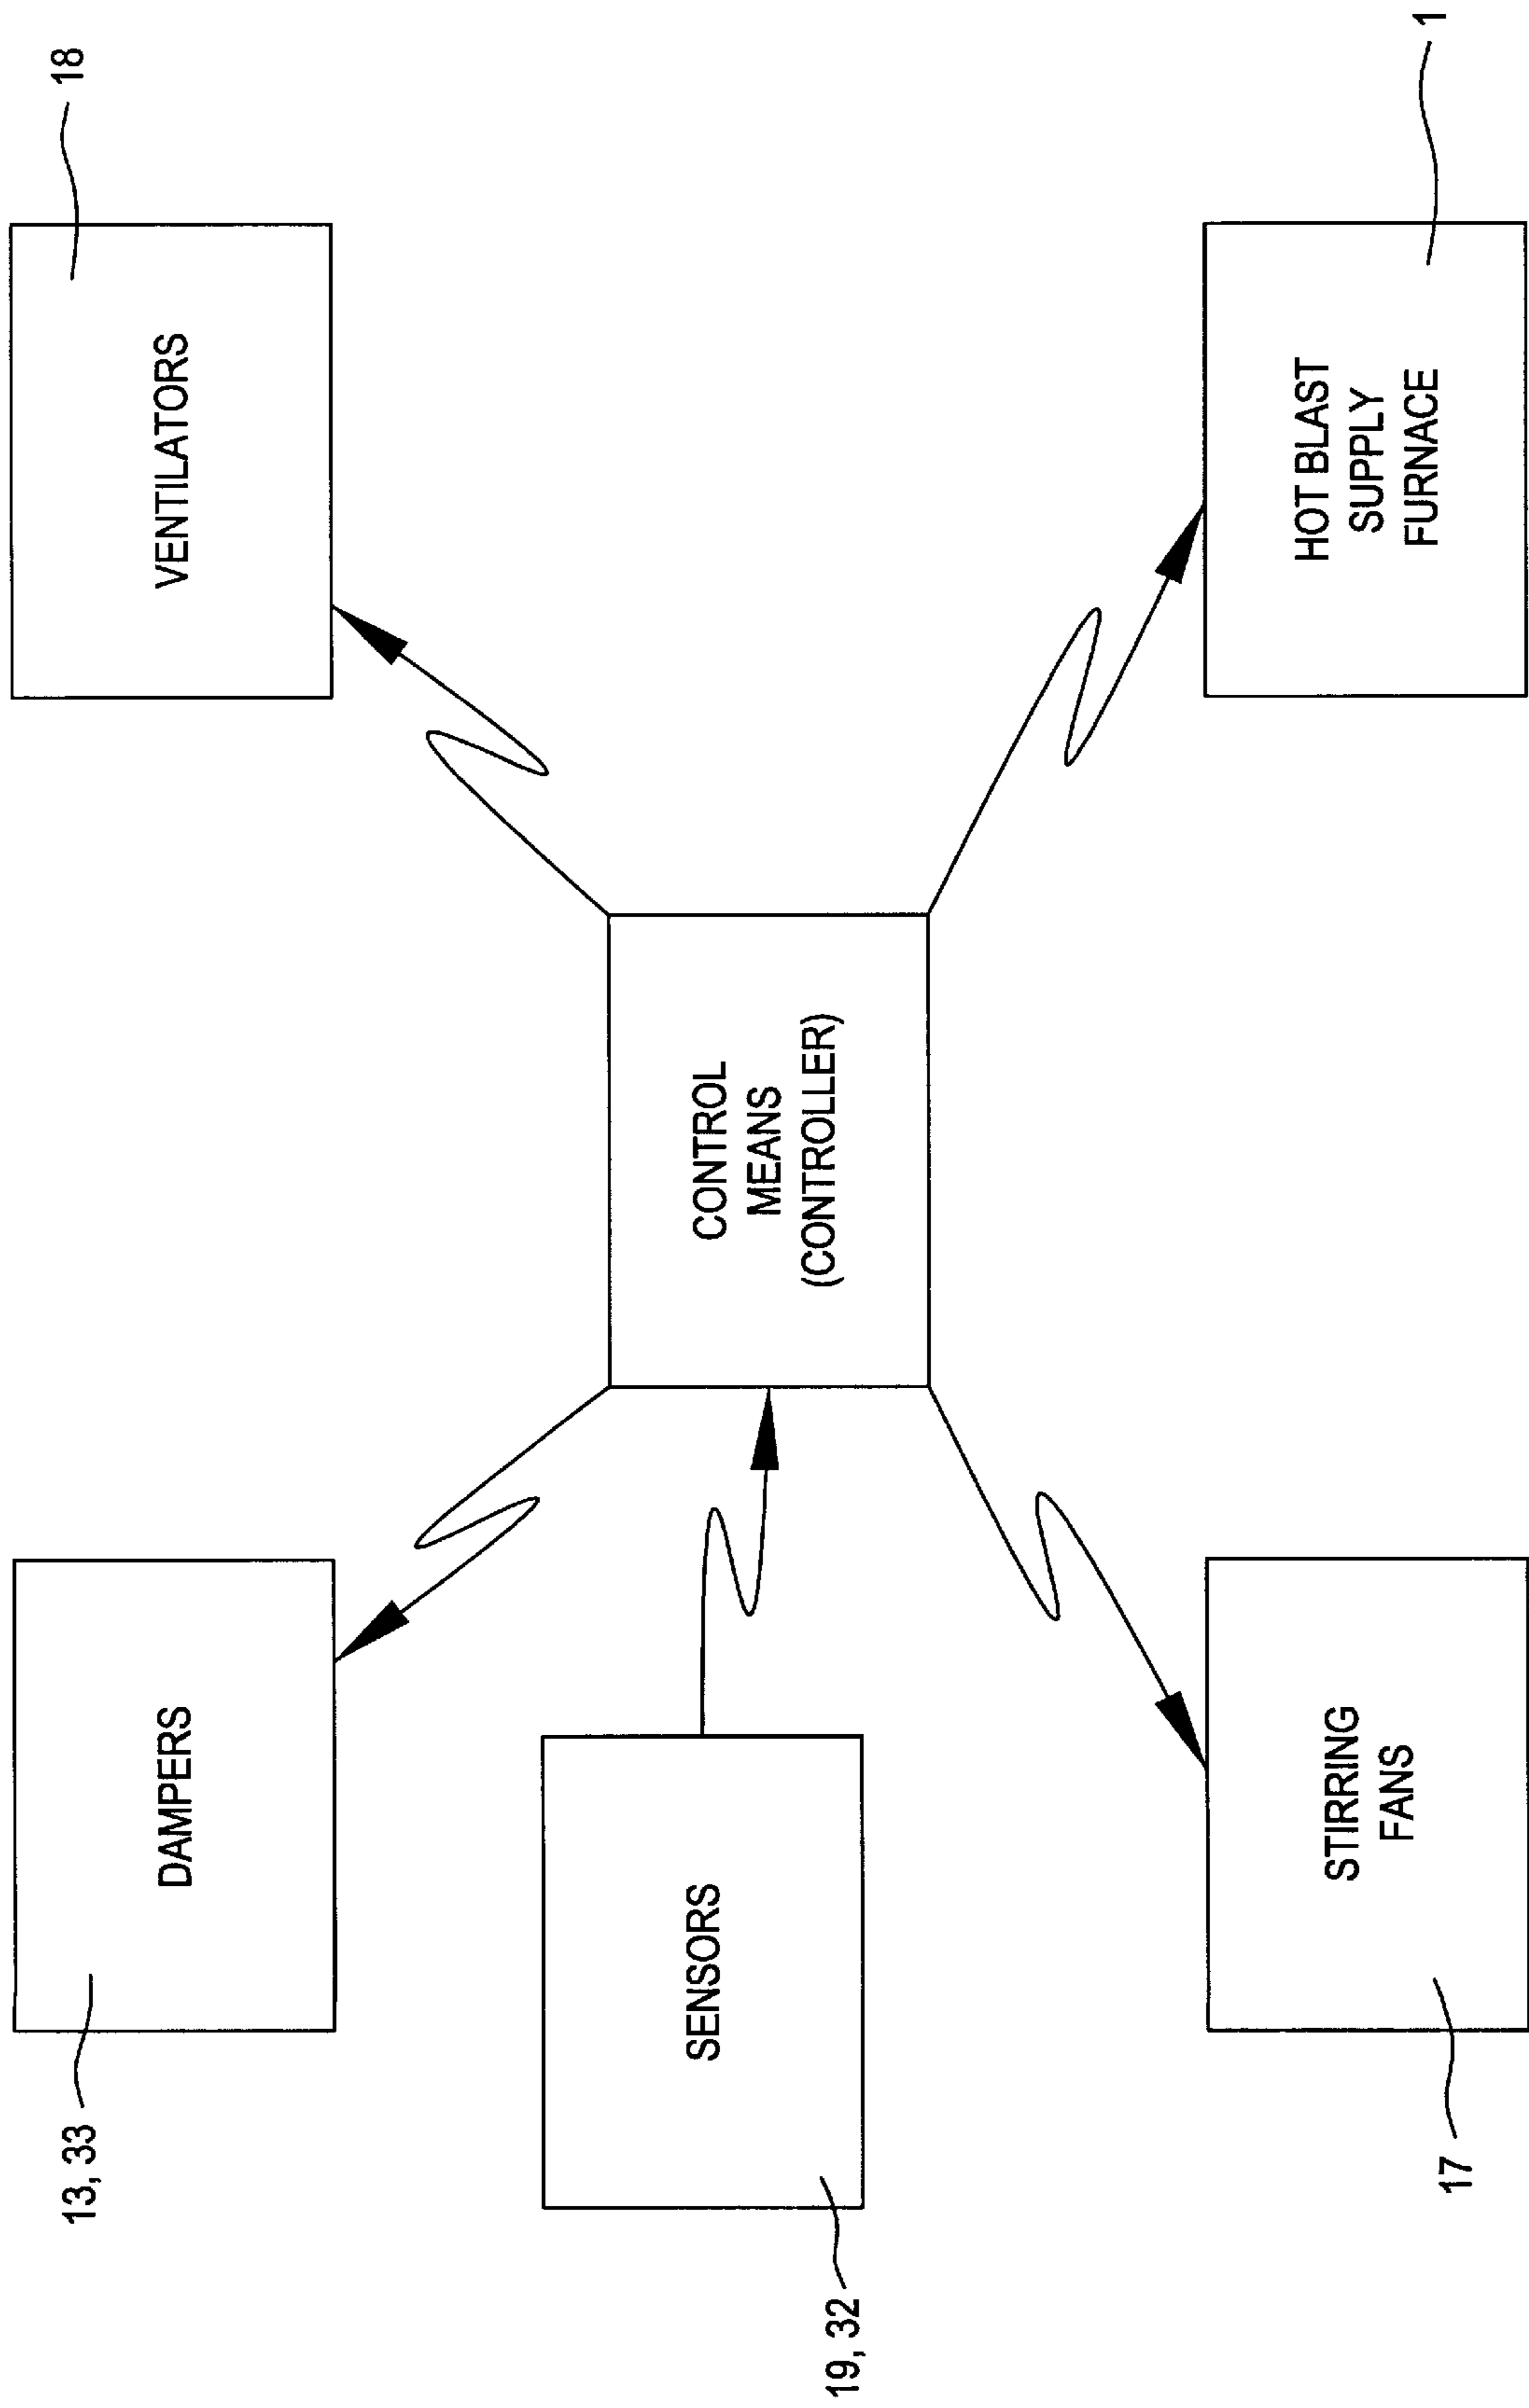 13, 33
DAMPERS
VENTILATORS
18
19, 32
SENSORS
CONTROL
MEANS
(CONTROLLER)
17
STIRRING
FANS
HOT BLAST
SUPPLY
FURNACE
1